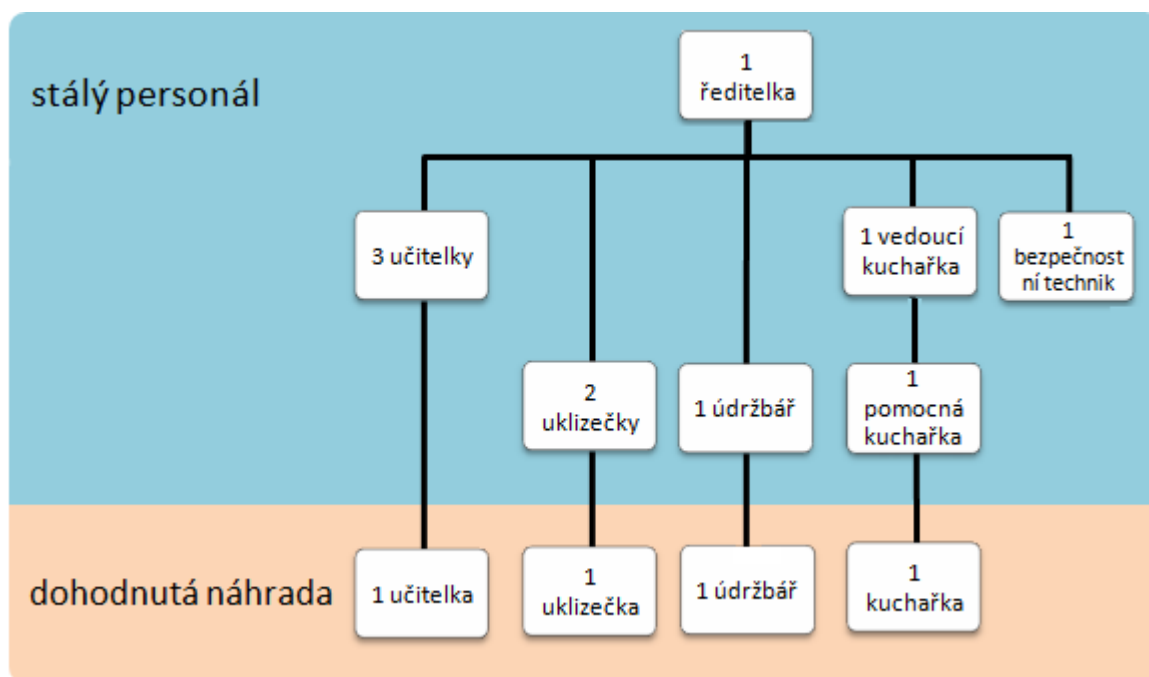 stálý personál
1
ředitelka
3 učitelky
1 vedoucí
kuchařka
1
bezpečnost
ní technik
2
uklizečky
1 údržbář
1
pomocná
kuchařka
dohodnutá náhrada
1 učitelka
1
uklizečka
1 údržbář
1
kuchařka